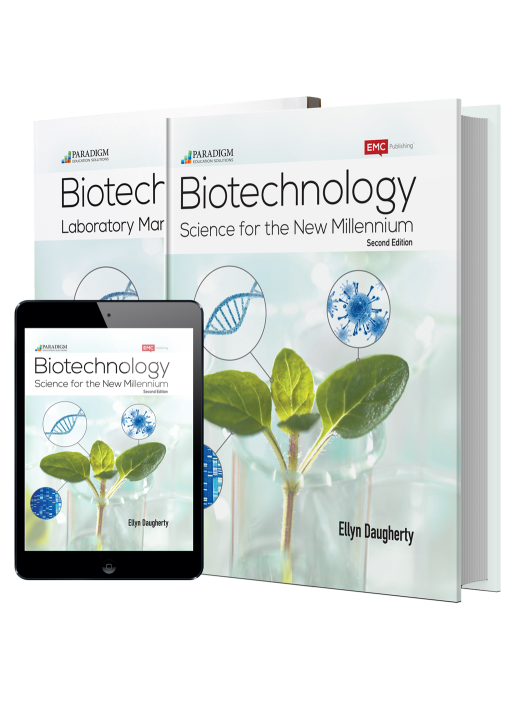 PARADIGM
EDUCATION SOLUTIONS
Biotech
Laboratory Mar
PARADIGM
EDUCATION SOLUTIONS
EMC Publishing
Biotechnology
Science for the New Millennium
Second Edition
Ellyn Daugherty
PARADIGM
EDUCATION SOLUTIONS
EMC Publishing
Biotechnology
Science for the New Millennium
Second Edition
Ellyn Daugherty